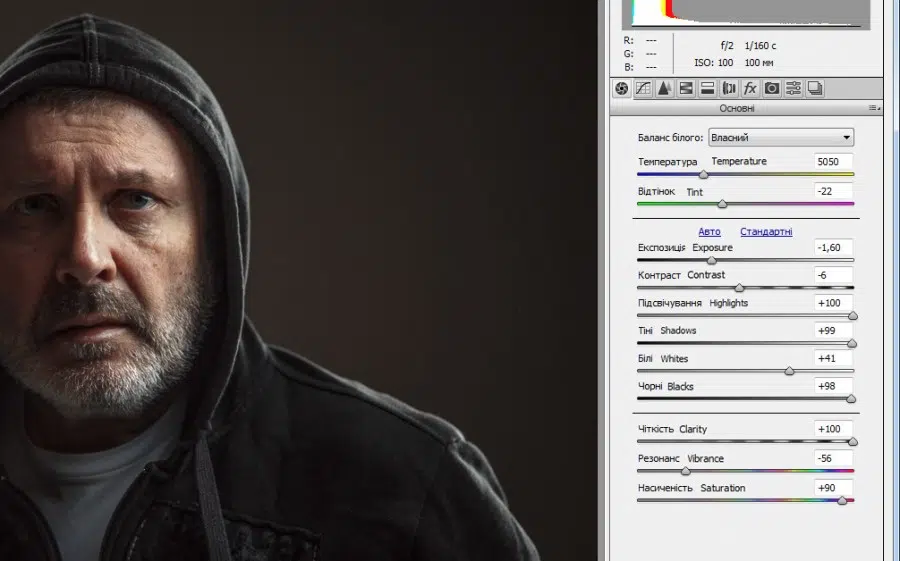 R: ---
G: ---
B: ---
f/2 1/160 с
ISO: 100 100 мм
fx
Основні
Баланс білого: Власний
Температура Temperature 5050
Відтінок Tint -22
Авто Стандартні
Експозиція Exposure -1,60
Контраст Contrast -6
Підсвічування Highlights +100
Тіні Shadows +99
Білі Whites +41
Чорні Blacks +98
Чіткість Clarity +100
Резонанс Vibrance -56
Насиченість Saturation +90